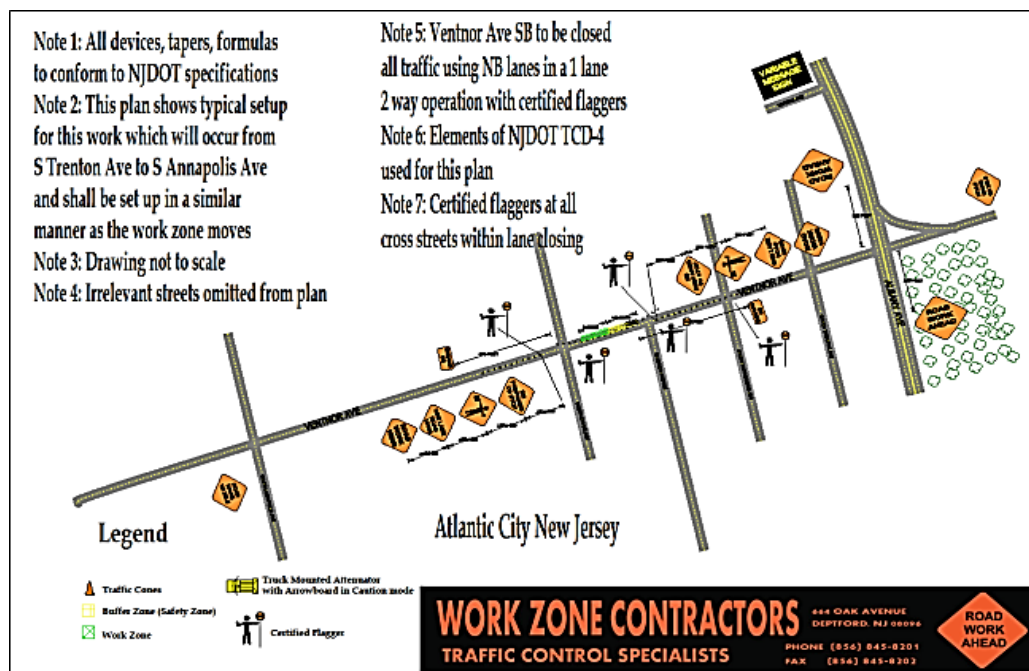 Note 1: All devices, tapers, formulas
to conform to NJDOT specifications
Note 2: This plan shows typical setup
for this work which will occur from
S Trenton Ave to S Annapolis Ave
and shall be set up in a similar
manner as the work zone moves
Note 3: Drawing not to scale
Note 4: Irrelevant streets omitted from plan
Note 5: Ventnor Ave SB to be closed
all traffic using NB lanes in a 1 lane
2 way operation with certified flaggers
Note 6: Elements of NJDOT TCD-4
used for this plan
Note 7: Certified flaggers at all
cross streets within lane closing
VARIABLE
MESSAGE
SIGN
ROAD
WORK
AHEAD
VENTNOR AVE
ALBANY AVE
ROAD
WORK
AHEAD
VENTNOR AVE
Legend
Atlantic City New Jersey
Traffic Cones
Buffer Zone (Safety Zone)
Work Zone
Truck Mounted Attenuator
with Arrowboard in Caution mode
Certified Flagger
WORK ZONE CONTRACTORS
TRAFFIC CONTROL SPECIALISTS
664 OAK AVENUE
DEPTFORD, NJ 08096
PHONE (856) 845-8201
FAX (856) 845-8202
ROAD
WORK
AHEAD